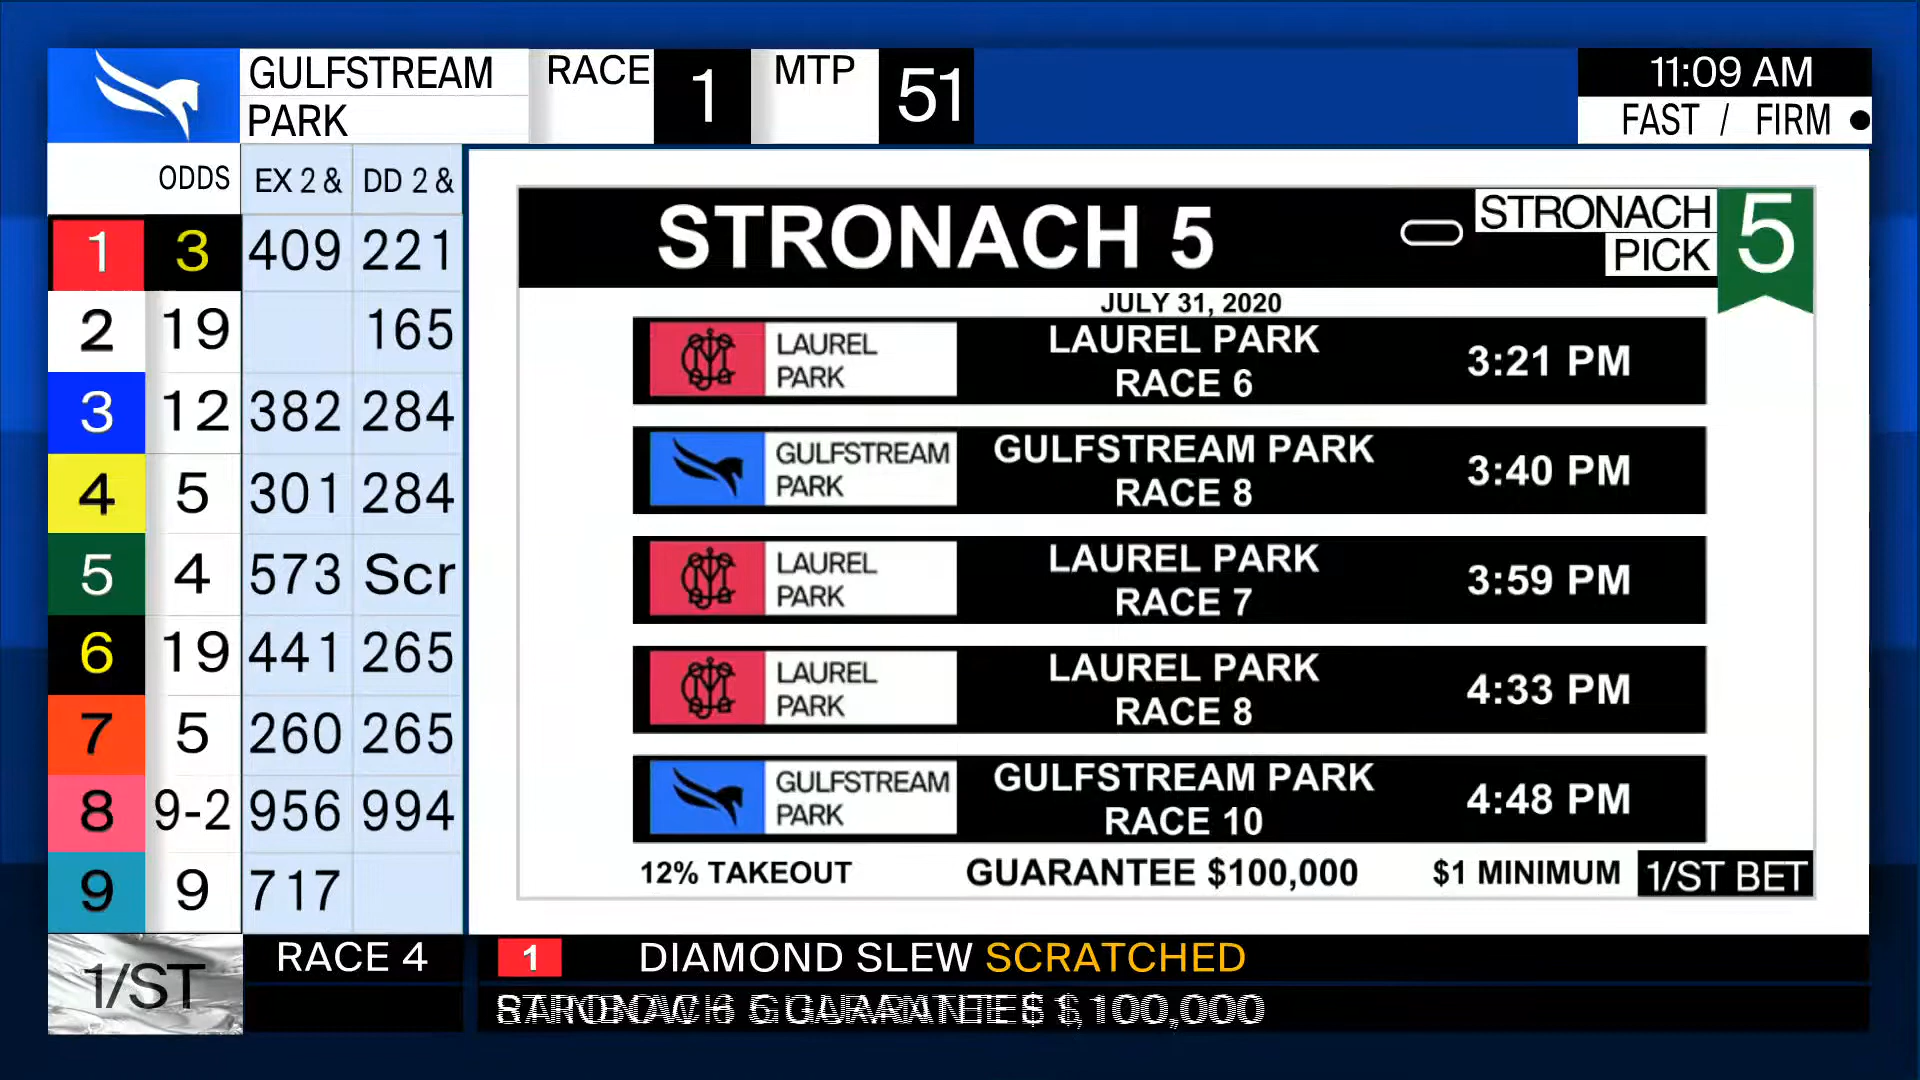 GULFSTREAM
PARK
RACE 1 MTP 51
11:09 AM
FAST / FIRM
ODDS EX 2 & DD 2 &
1 3 409 221
2 19 165
3 12 382 284
4 5 301 284
5 4 573 Scr
6 19 441 265
7 5 260 265
8 9-2 956 994
9 9 717
STRONACH 5
STRONACH
PICK
5
JULY 31, 2020
LAUREL
PARK
LAUREL PARK
RACE 6
3:21 PM
GULFSTREAM
PARK
GULFSTREAM PARK
RACE 8
3:40 PM
LAUREL
PARK
LAUREL PARK
RACE 7
3:59 PM
LAUREL
PARK
LAUREL PARK
RACE 8
4:33 PM
GULFSTREAM
PARK
GULFSTREAM PARK
RACE 10
4:48 PM
12% TAKEOUT GUARANTEE $100,000 $1 MINIMUM 1/ST BET
1/ST
RACE 4 1 DIAMOND SLEW SCRATCHED
100,000